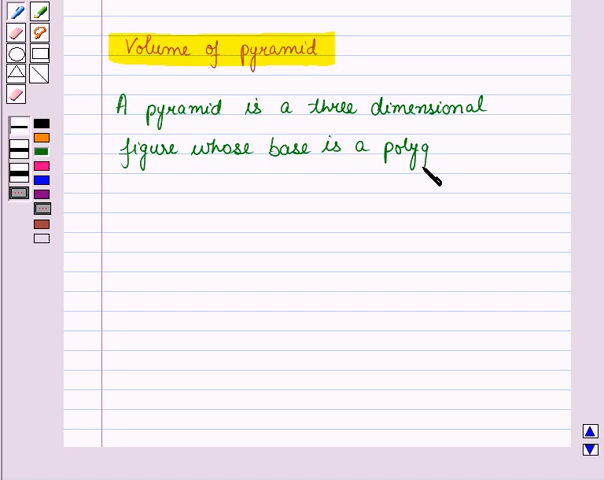 Volume of pyramid
A pyramid is a three dimensional
figure whose base is a polyg